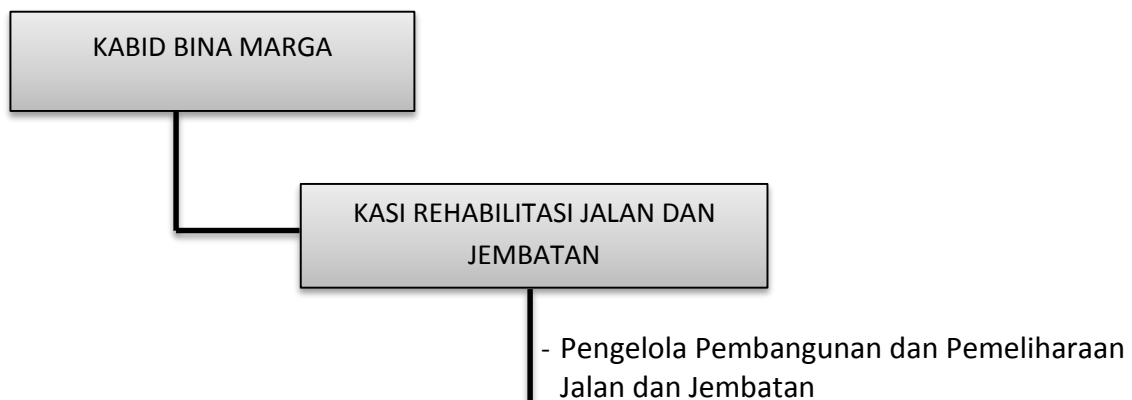 KABID BINA MARGA
KASI REHABILITASI JALAN DAN
JEMBATAN
- Pengelola Pembangunan dan Pemeliharaan
Jalan dan Jembatan